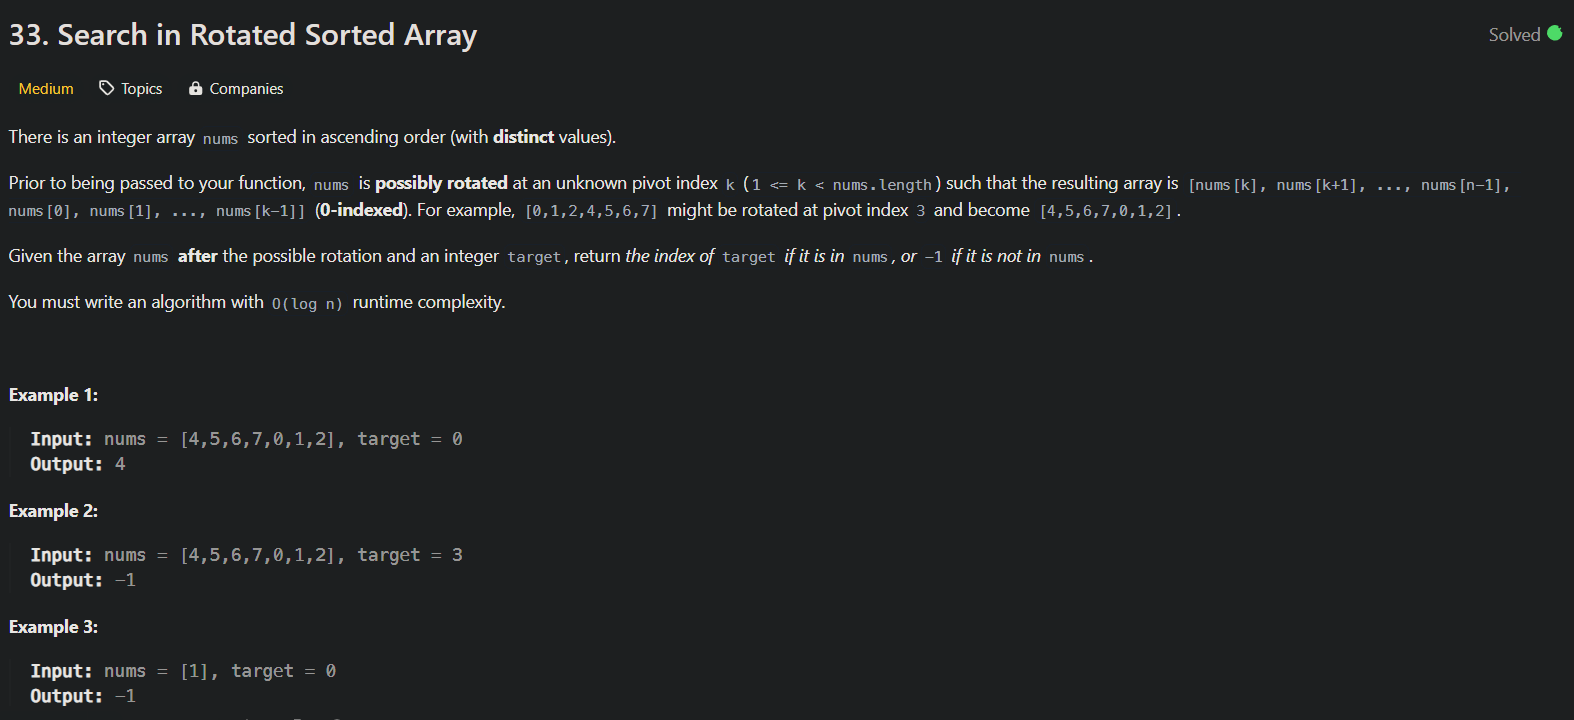 33. Search in Rotated Sorted Array
Solved
Medium Topics Companies
There is an integer array nums sorted in ascending order (with distinct values).
Prior to being passed to your function, nums is possibly rotated at an unknown pivot index k (1 <= k < nums.length) such that the resulting array is [nums[k], nums[k+1], ..., nums[n-1],
nums[0], nums[1], ..., nums[k-1]] (0-indexed). For example, [0,1,2,4,5,6,7] might be rotated at pivot index 3 and become [4,5,6,7,0,1,2].
Given the array nums after the possible rotation and an integer target, return the index of target if it is in nums, or -1 if it is not in nums.
You must write an algorithm with O(log n) runtime complexity.
Example 1:
Input: nums = [4,5,6,7,0,1,2], target = 0
Output: 4
Example 2:
Input: nums = [4,5,6,7,0,1,2], target = 3
Output: -1
Example 3:
Input: nums = [1], target = 0
Output: -1